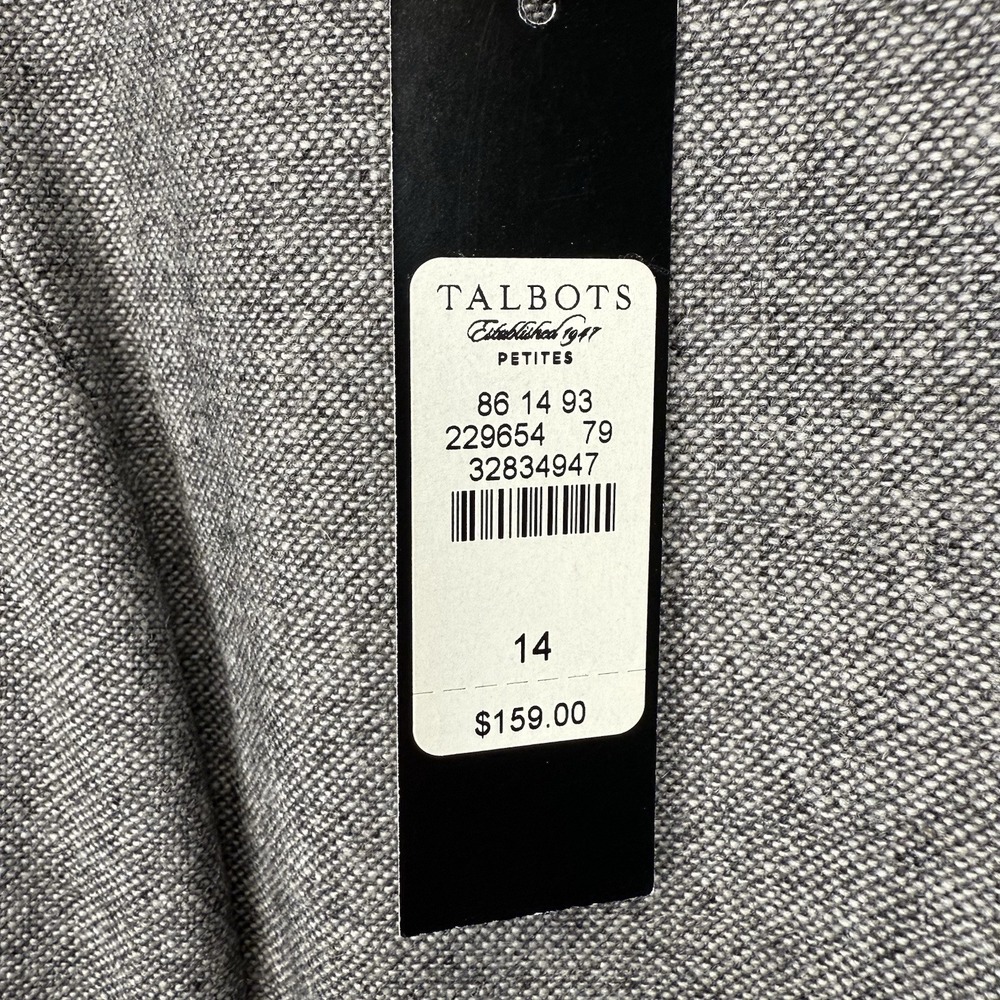 TALBOTS
Established 1947
PETITES
86 14 93
229654 79
32834947
14
$159.00